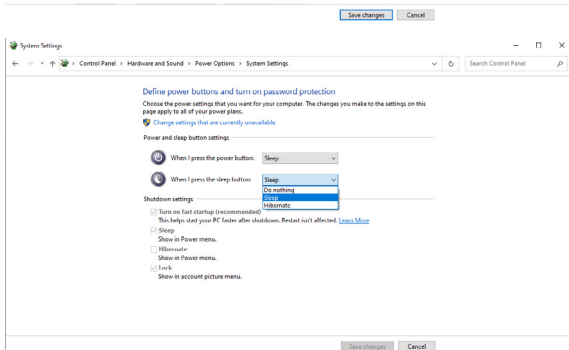 Save changes Cancel
System Settings
Control Panel > Hardware and Sound > Power Options > System Settings Search Control Panel
Define power buttons and turn on password protection
Choose the power settings that you want for your computer. The changes you make to the settings on this
page apply to all of your power plans.
Change settings that are currently unavailable
Power and sleep button settings
When I press the power button: Sleep
When I press the sleep button: Sleep
Do nothing
Sleep
Hibernate
Shutdown settings
Turn on fast startup (recommended)
This helps start your PC faster after shutdown. Restart isn't affected. Learn More
Sleep
Show in Power menu.
Hibernate
Show in Power menu.
Lock
Show in account picture menu.
Save changes Cancel